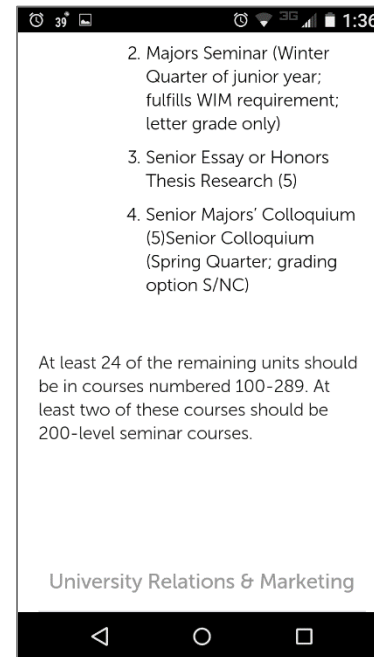 39°
3G
1:36
2. Majors Seminar (Winter
Quarter of junior year;
fulfills WIM requirement;
letter grade only)
3. Senior Essay or Honors
Thesis Research (5)
4. Senior Majors' Colloquium
(5)Senior Colloquium
(Spring Quarter; grading
option S/NC)
At least 24 of the remaining units should
be in courses numbered 100-289. At
least two of these courses should be
200-level seminar courses.
University Relations & Marketing